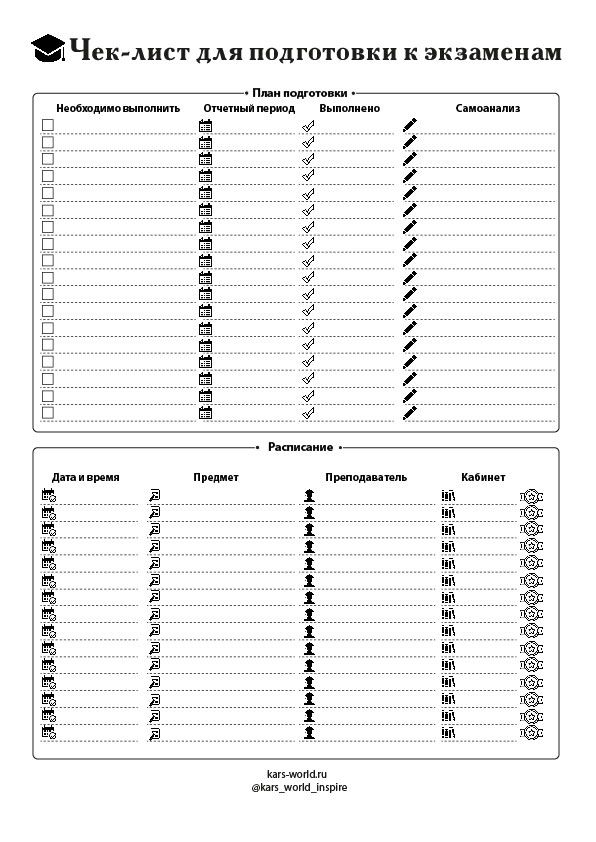 Чек-лист для подготовки к экзаменам
План подготовки
Необходимо выполнить Отчетный период Выполнено Самоанализ
Расписание
Дата и время Предмет Преподаватель Кабинет
kars-world.ru
@kars_world_inspire